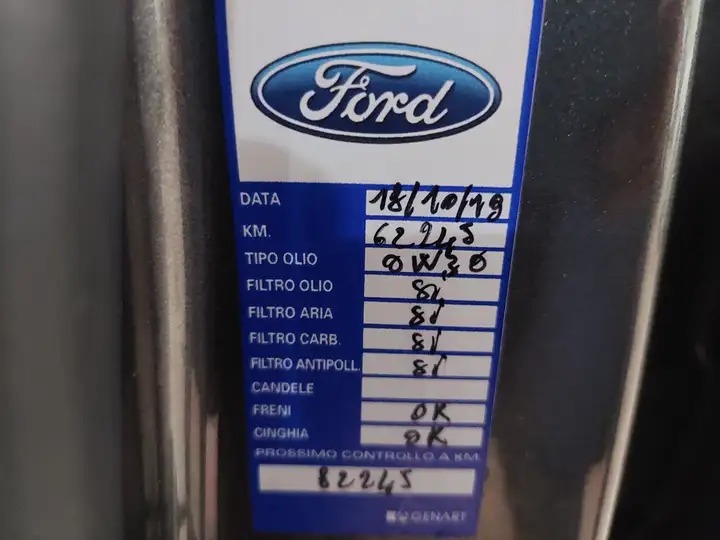 Ford
DATA 18/10/19
KM. 62245
TIPO OLIO 0W30
FILTRO OLIO SI
FILTRO ARIA SI
FILTRO CARB. SI
FILTRO ANTIPOLL. SI
CANDELE
FRENI OK
CINGHIA OK
PROSSIMO CONTROLLO A KM.
82245
GENART